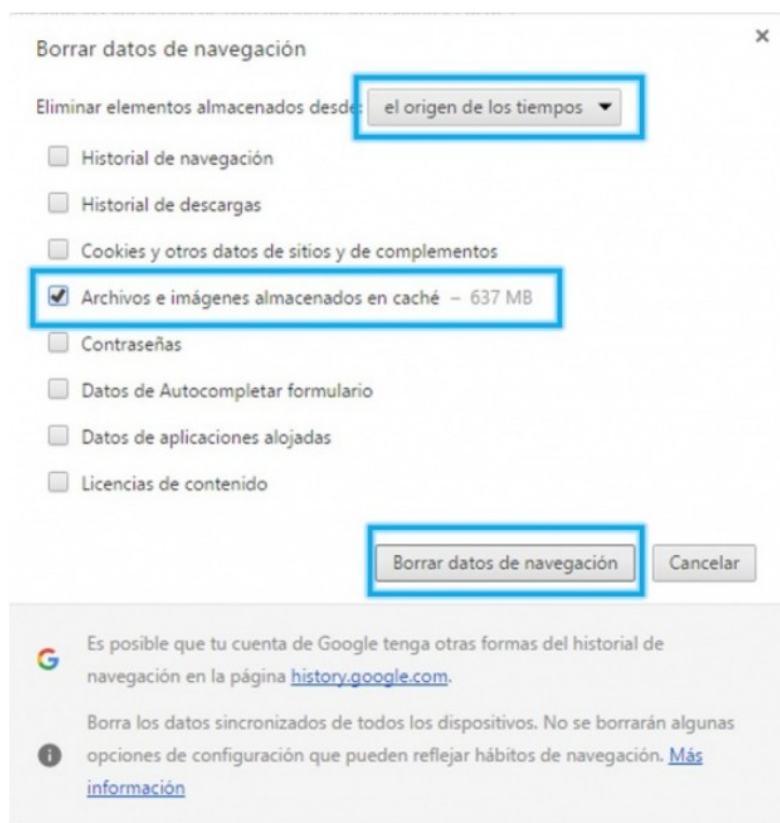 Borrar datos de navegación
Eliminar elementos almacenados desde: el origen de los tiempos
Historial de navegación
Historial de descargas
Cookies y otros datos de sitios y de complementos
Archivos e imágenes almacenados en caché – 637 MB
Contraseñas
Datos de Autocompletar formulario
Datos de aplicaciones alojadas
Licencias de contenido
Borrar datos de navegación Cancelar
Es posible que tu cuenta de Google tenga otras formas del historial de
navegación en la página history.google.com.
Borra los datos sincronizados de todos los dispositivos. No se borrarán algunas
opciones de configuración que pueden reflejar hábitos de navegación. Más
información